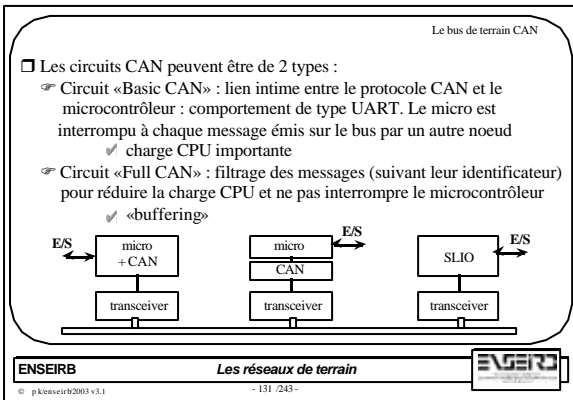 Le bus de terrain CAN
Les circuits CAN peuvent être de 2 types :
Circuit «Basic CAN» : lien intime entre le protocole CAN et le
microcontrôleur : comportement de type UART. Le micro est
interrompu à chaque message émis sur le bus par un autre noeud
charge CPU importante
Circuit «Full CAN» : filtrage des messages (suivant leur identificateur)
pour réduire la charge CPU et ne pas interrompre le microcontrôleur
«buffering»
E/S
micro
+ CAN
transceiver
micro
E/S
CAN
transceiver
SLIO
E/S
transceiver
ENSEIRB
Les réseaux de terrain
ENSEIRB
© pk/enseirb/2003 v3.1
- 131 /243 -